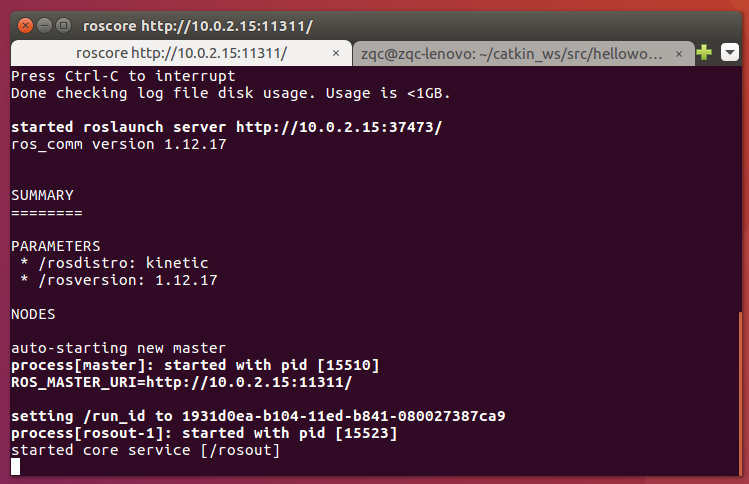 roscore http://10.0.2.15:11311/
roscore http://10.0.2.15:11311/ × zqc@zqc-lenovo: ~/catkin_ws/src/hellowo... ×
Press Ctrl-C to interrupt
Done checking log file disk usage. Usage is <1GB.
started roslaunch server http://10.0.2.15:37473/
ros_comm version 1.12.17
SUMMARY
========
PARAMETERS
* /rosdistro: kinetic
* /rosversion: 1.12.17
NODES
auto-starting new master
process[master]: started with pid [15510]
ROS_MASTER_URI=http://10.0.2.15:11311/
setting /run_id to 1931d0ea-b104-11ed-b841-080027387ca9
process[rosout-1]: started with pid [15523]
started core service [/rosout]